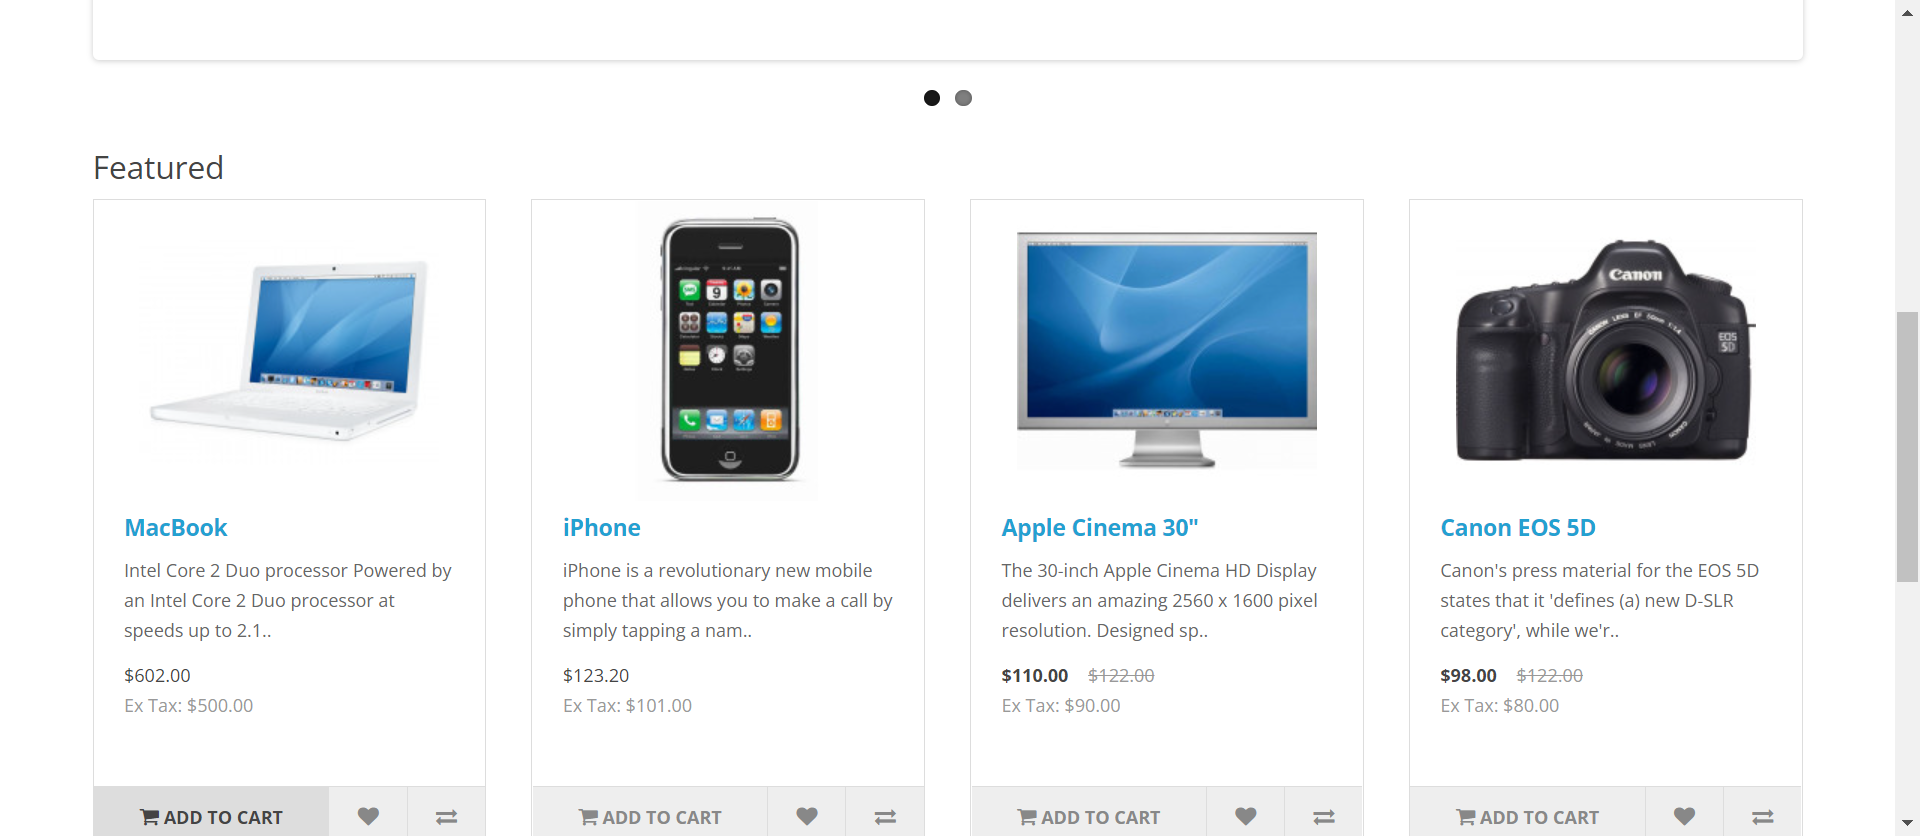 Featured
Canon
EOS
5D
MacBook
Intel Core 2 Duo processor Powered by
an Intel Core 2 Duo processor at
speeds up to 2.1..
$602.00
Ex Tax: $500.00
ADD TO CART
iPhone
iPhone is a revolutionary new mobile
phone that allows you to make a call by
simply tapping a nam..
$123.20
Ex Tax: $101.00
ADD TO CART
Apple Cinema 30"
The 30-inch Apple Cinema HD Display
delivers an amazing 2560 x 1600 pixel
resolution. Designed sp..
$110.00 $122.00
Ex Tax: $90.00
ADD TO CART
Canon EOS 5D
Canon's press material for the EOS 5D
states that it 'defines (a) new D-SLR
category', while we'r..
$98.00 $122.00
Ex Tax: $80.00
ADD TO CART